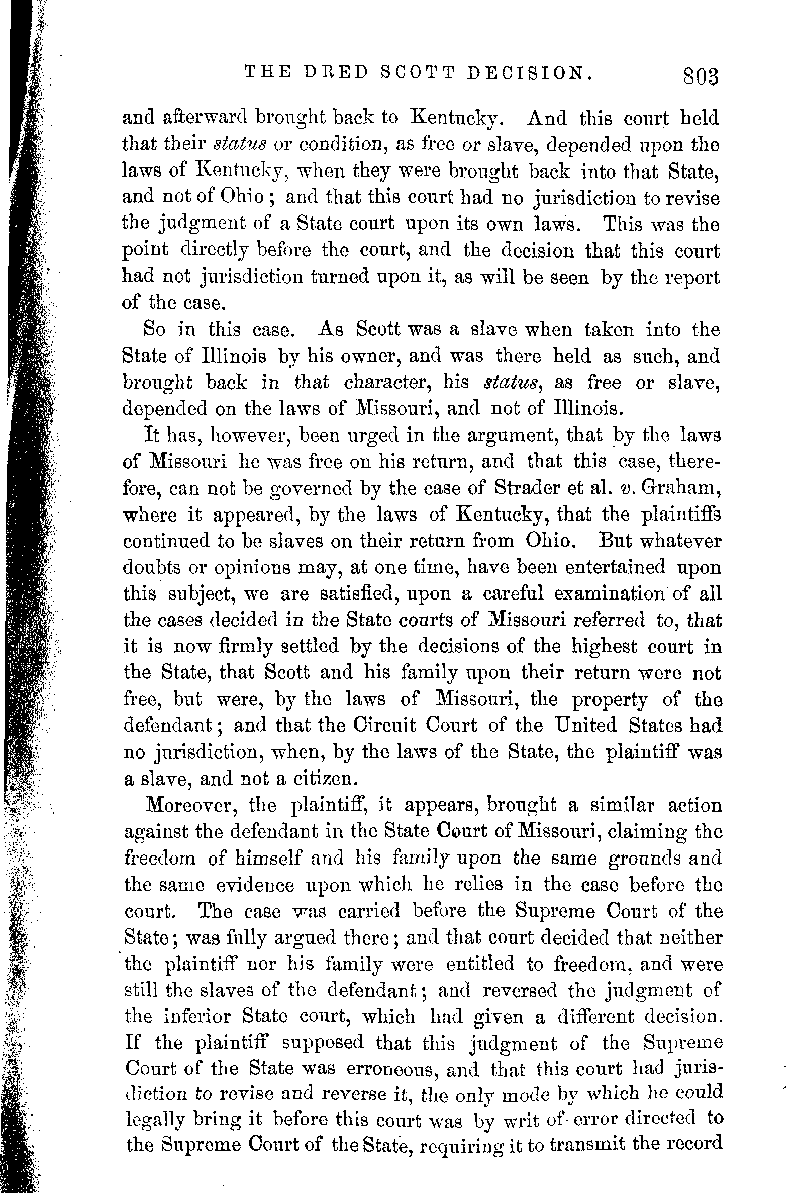 THE DRED SCOTT DECISION. 803
and afterward brought back to Kentucky. And this court held
that their status or condition, as free or slave, depended upon the
laws of Kentucky, when they were brought back into that State,
and not of Ohio; and that this court had no jurisdiction to revise
the judgment of a State court upon its own laws. This was the
point directly before the court, and the decision that this court
had not jurisdiction turned upon it, as will be seen by the report
of the case.
So in this case. As Scott was a slave when taken into the
State of Illinois by his owner, and was there held as such, and
brought back in that character, his status, as free or slave,
depended on the laws of Missouri, and not of Illinois.
It has, however, been urged in the argument, that by the laws
of Missouri he was free on his return, and that this case, there-
fore, can not be governed by the case of Strader et al. v. Graham,
where it appeared, by the laws of Kentucky, that the plaintiffs
continued to be slaves on their return from Ohio. But whatever
doubts or opinions may, at one time, have been entertained upon
this subject, we are satisfied, upon a careful examination of all
the cases decided in the State courts of Missouri referred to, that
it is now firmly settled by the decisions of the highest court in
the State, that Scott and his family upon their return were not
free, but were, by the laws of Missouri, the property of the
defendant; and that the Circuit Court of the United States had
no jurisdiction, when, by the laws of the State, the plaintiff was
a slave, and not a citizen.
Moreover, the plaintiff, it appears, brought a similar action
against the defendant in the State Court of Missouri, claiming the
freedom of himself and his family upon the same grounds and
the same evidence upon which he relies in the case before the
court. The case was carried before the Supreme Court of the
State; was fully argued there; and that court decided that neither
the plaintiff nor his family were entitled to freedom, and were
still the slaves of the defendant; and reversed the judgment of
the inferior State court, which had given a different decision.
If the plaintiff supposed that this judgment of the Supreme
Court of the State was erroneous, and that this court had juris-
diction to revise and reverse it, the only mode by which he could
legally bring it before this court was by writ of error directed to
the Supreme Court of the State, requiring it to transmit the record